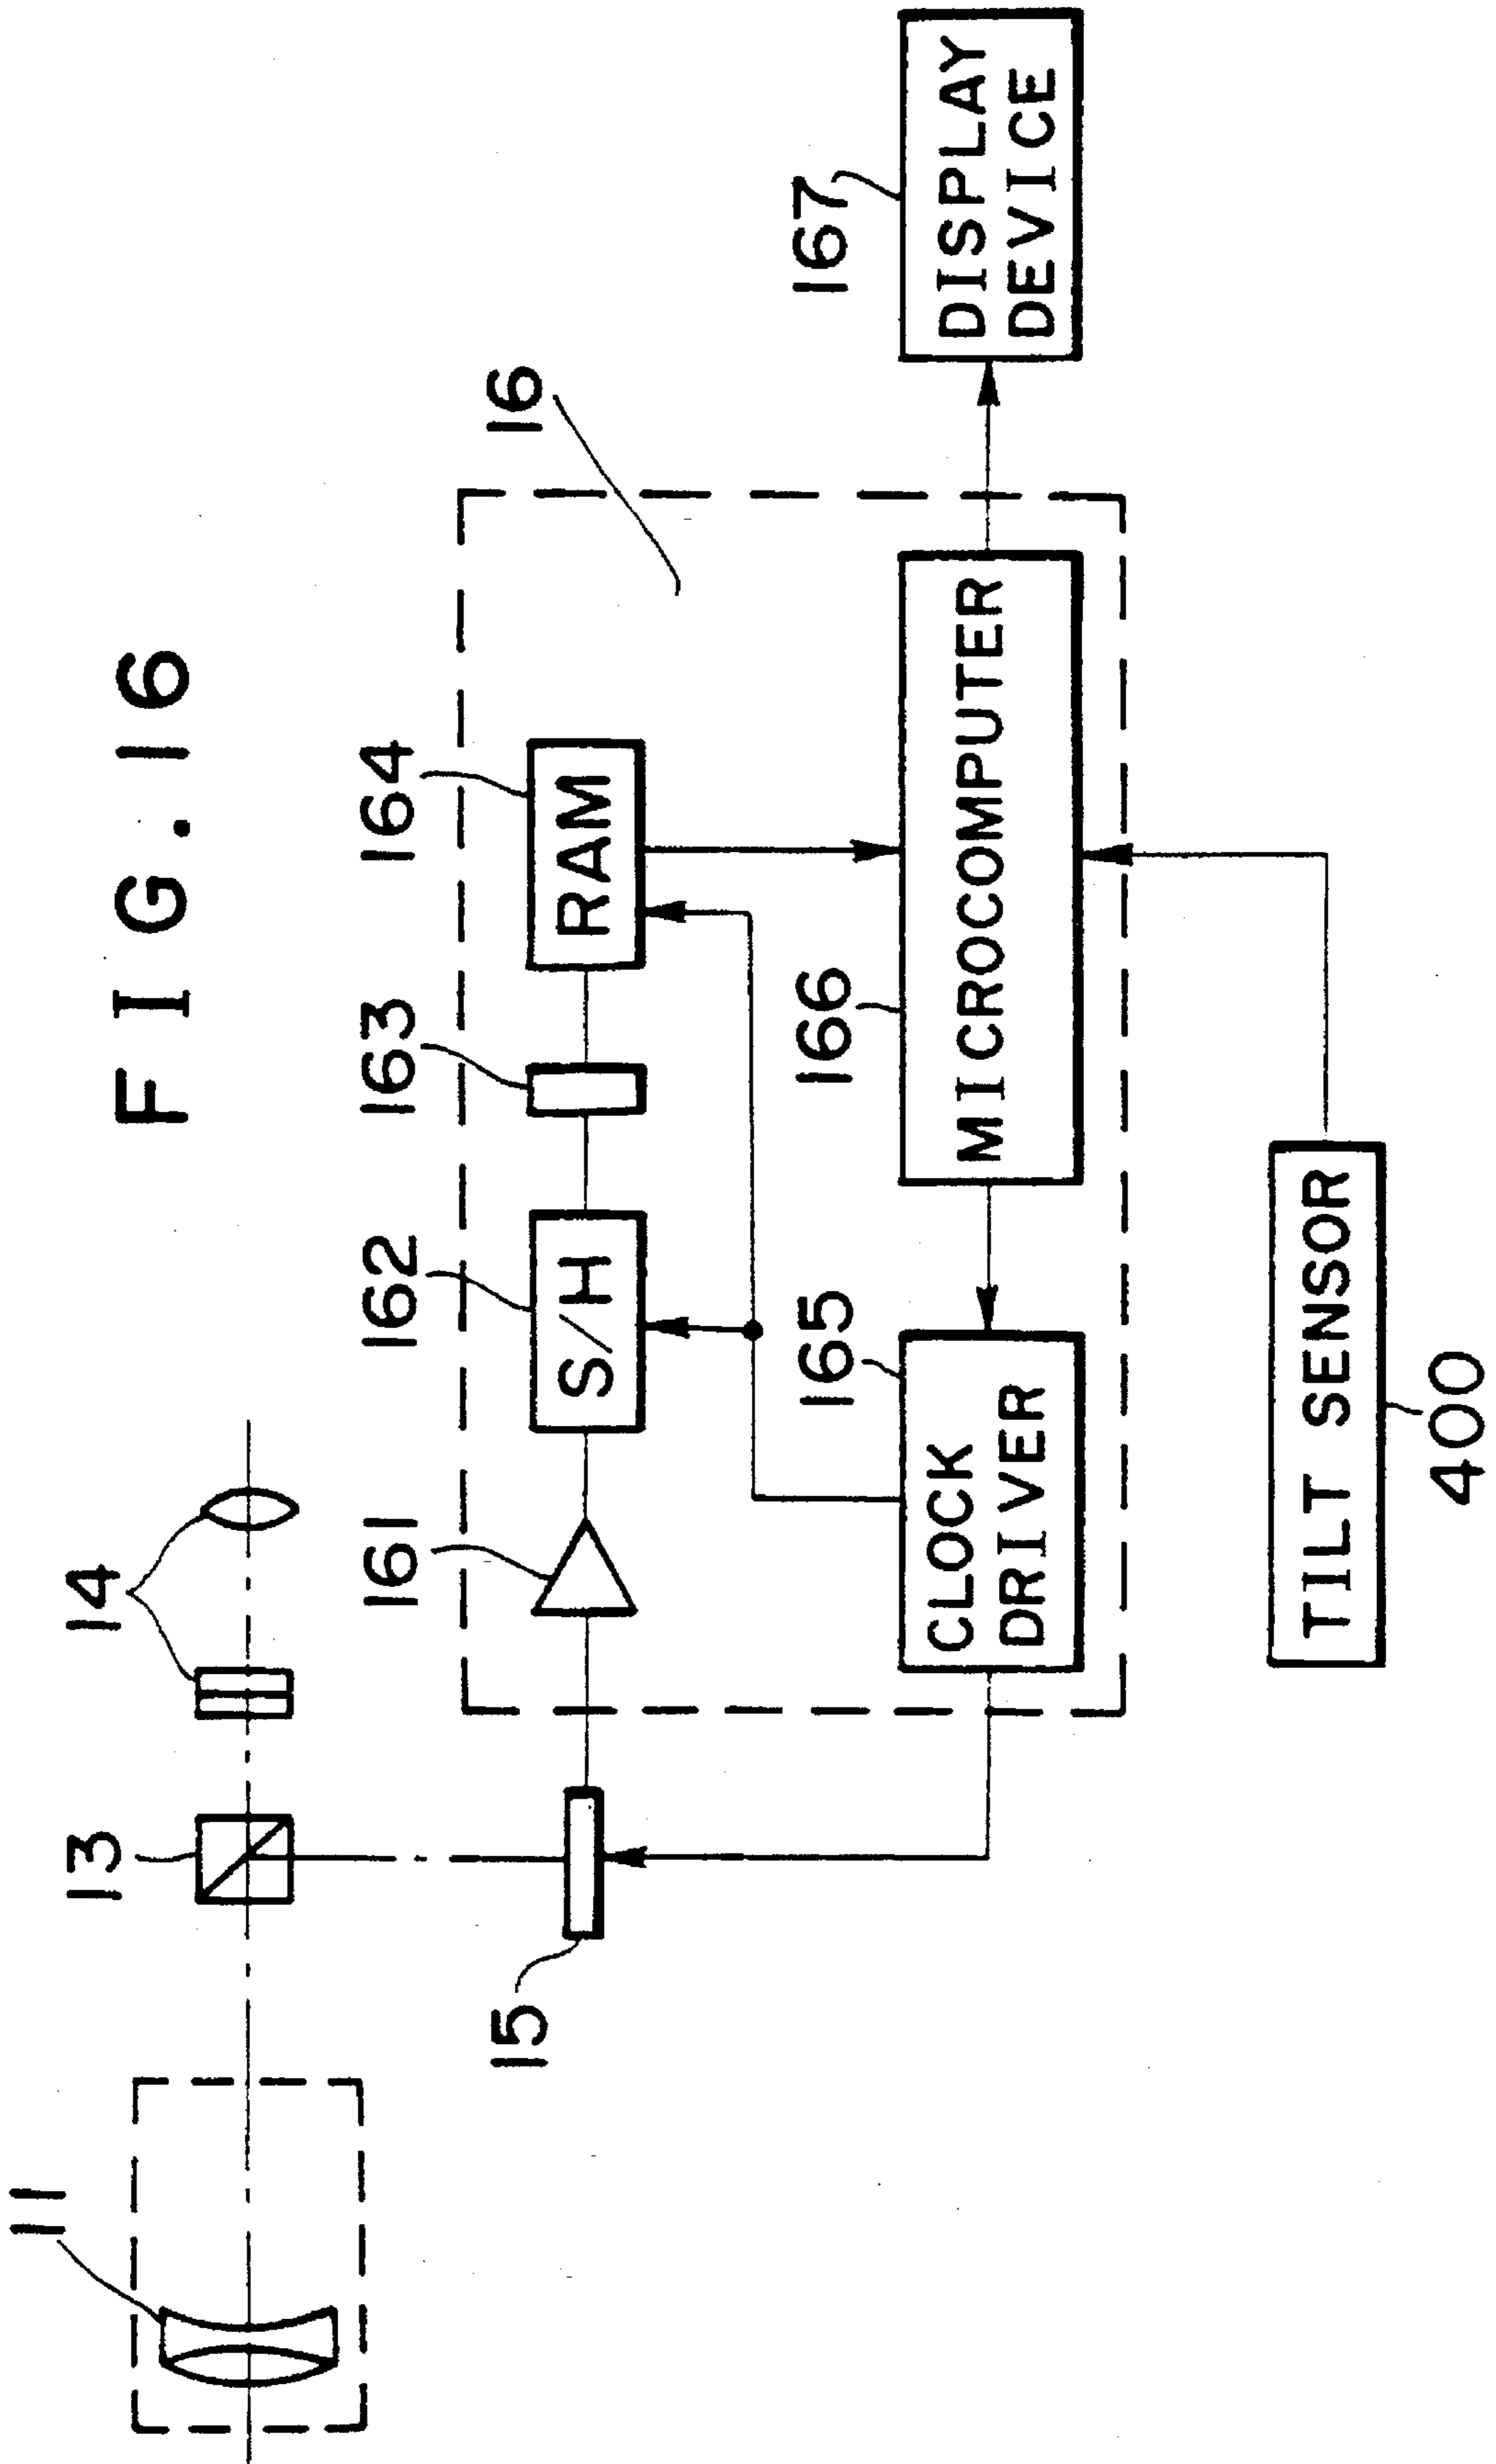 FIG. 16
11
13
14
15
16
161
162
S/H
163
164
RAM
165
CLOCK
DRIVER
166
MICROCOMPUTER
167
DISPLAY
DEVICE
TILT SENSOR
400